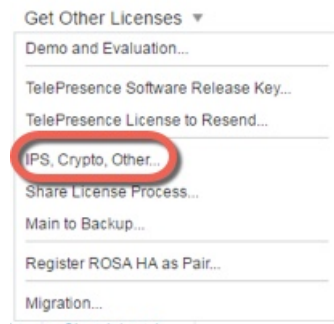 Get Other Licenses ▼
Demo and Evaluation...
TelePresence Software Release Key...
TelePresence License to Resend...
IPS, Crypto, Other...
Share License Process...
Main to Backup...
Register ROSA HA as Pair...
Migration...